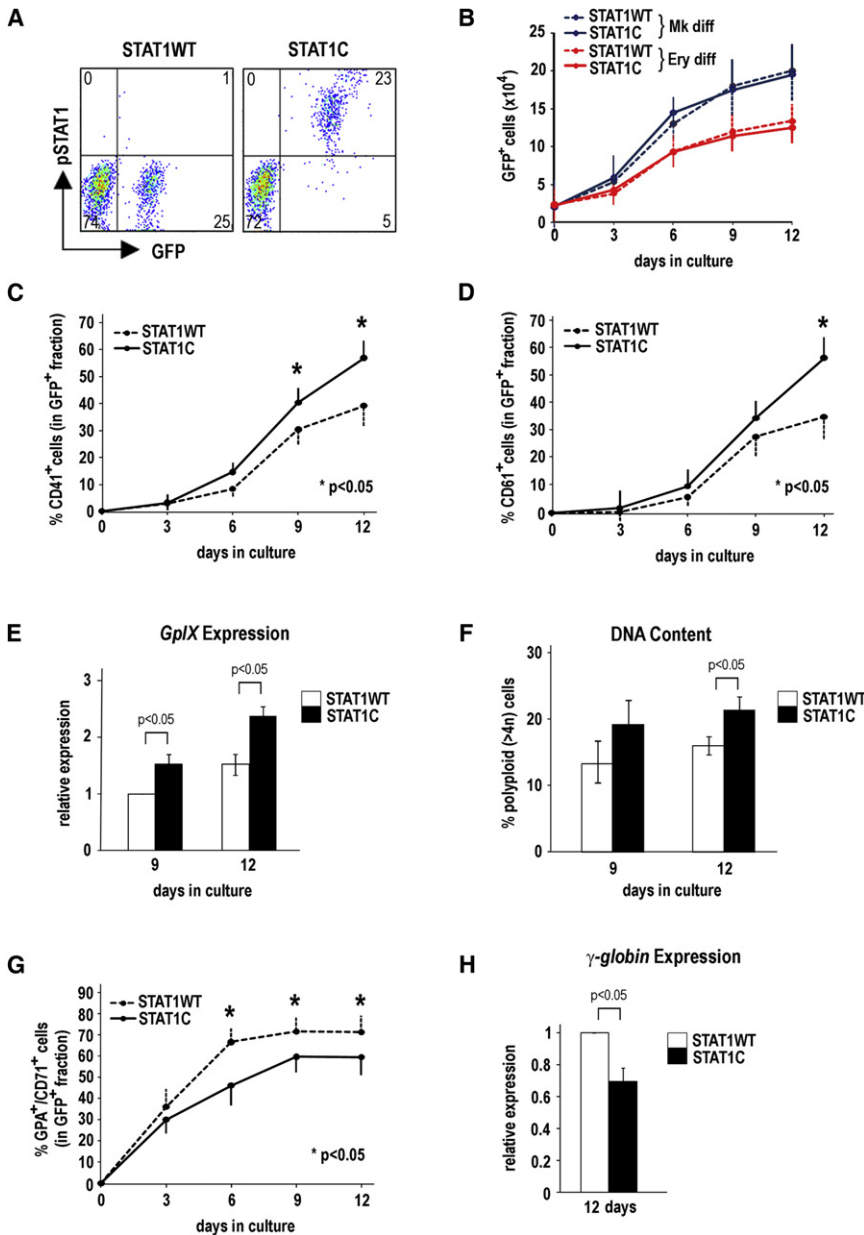 A
STAT1WT
STAT1C
0
1
74
25
0
23
72
5
pSTAT1
GFP
B
STAT1WT
STAT1C
} Mk diff
STAT1WT
STAT1C
} Ery diff
GFP⁺ cells (x10⁴)
25
20
15
10
5
0
0 3 6 9 12
days in culture
C
STAT1WT
STAT1C
% CD41⁺cells (in GFP⁺ fraction)
70
60
50
40
30
20
10
0
* *
* p<0.05
0 3 6 9 12
days in culture
D
STAT1WT
STAT1C
% CD61⁺cells (in GFP⁺ fraction)
70
60
50
40
30
20
10
0
*
* p<0.05
0 3 6 9 12
days in culture
E
GpIX Expression
relative expression
3
2
1
0
p<0.05
p<0.05
STAT1WT
STAT1C
9 12
days in culture
F
DNA Content
% polyploid (>4n) cells
30
20
10
0
p<0.05
STAT1WT
STAT1C
9 12
days in culture
G
STAT1WT
STAT1C
% GPA⁺/CD71⁺ cells
(in GFP⁺ fraction)
90
80
70
60
50
40
30
20
10
0
* * *
* p<0.05
0 3 6 9 12
days in culture
H
γ-globin Expression
relative expression
1
0.8
0.6
0.4
0.2
0
p<0.05
STAT1WT
STAT1C
12 days